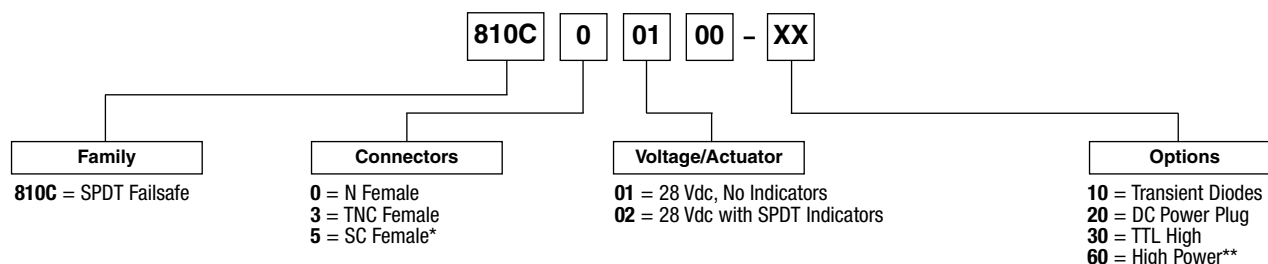 810C 0 01 00 – XX
Family
810C = SPDT Failsafe
Connectors
0 = N Female
3 = TNC Female
5 = SC Female*
Voltage/Actuator
01 = 28 Vdc, No Indicators
02 = 28 Vdc with SPDT Indicators
Options
10 = Transient Diodes
20 = DC Power Plug
30 = TTL High
60 = High Power**